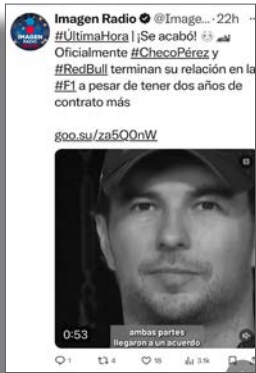 Imagen Radio @Image... · 22h
#ÚltimaHora | ¡Se acabó!
Oficialmente #ChecoPérez y
#RedBull terminan su relación en la
#F1 a pesar de tener dos años de
contrato más
goo.su/za5Q0nW
0:53
ambas partes
llegaron a un acuerdo
1
4
18
3.1k